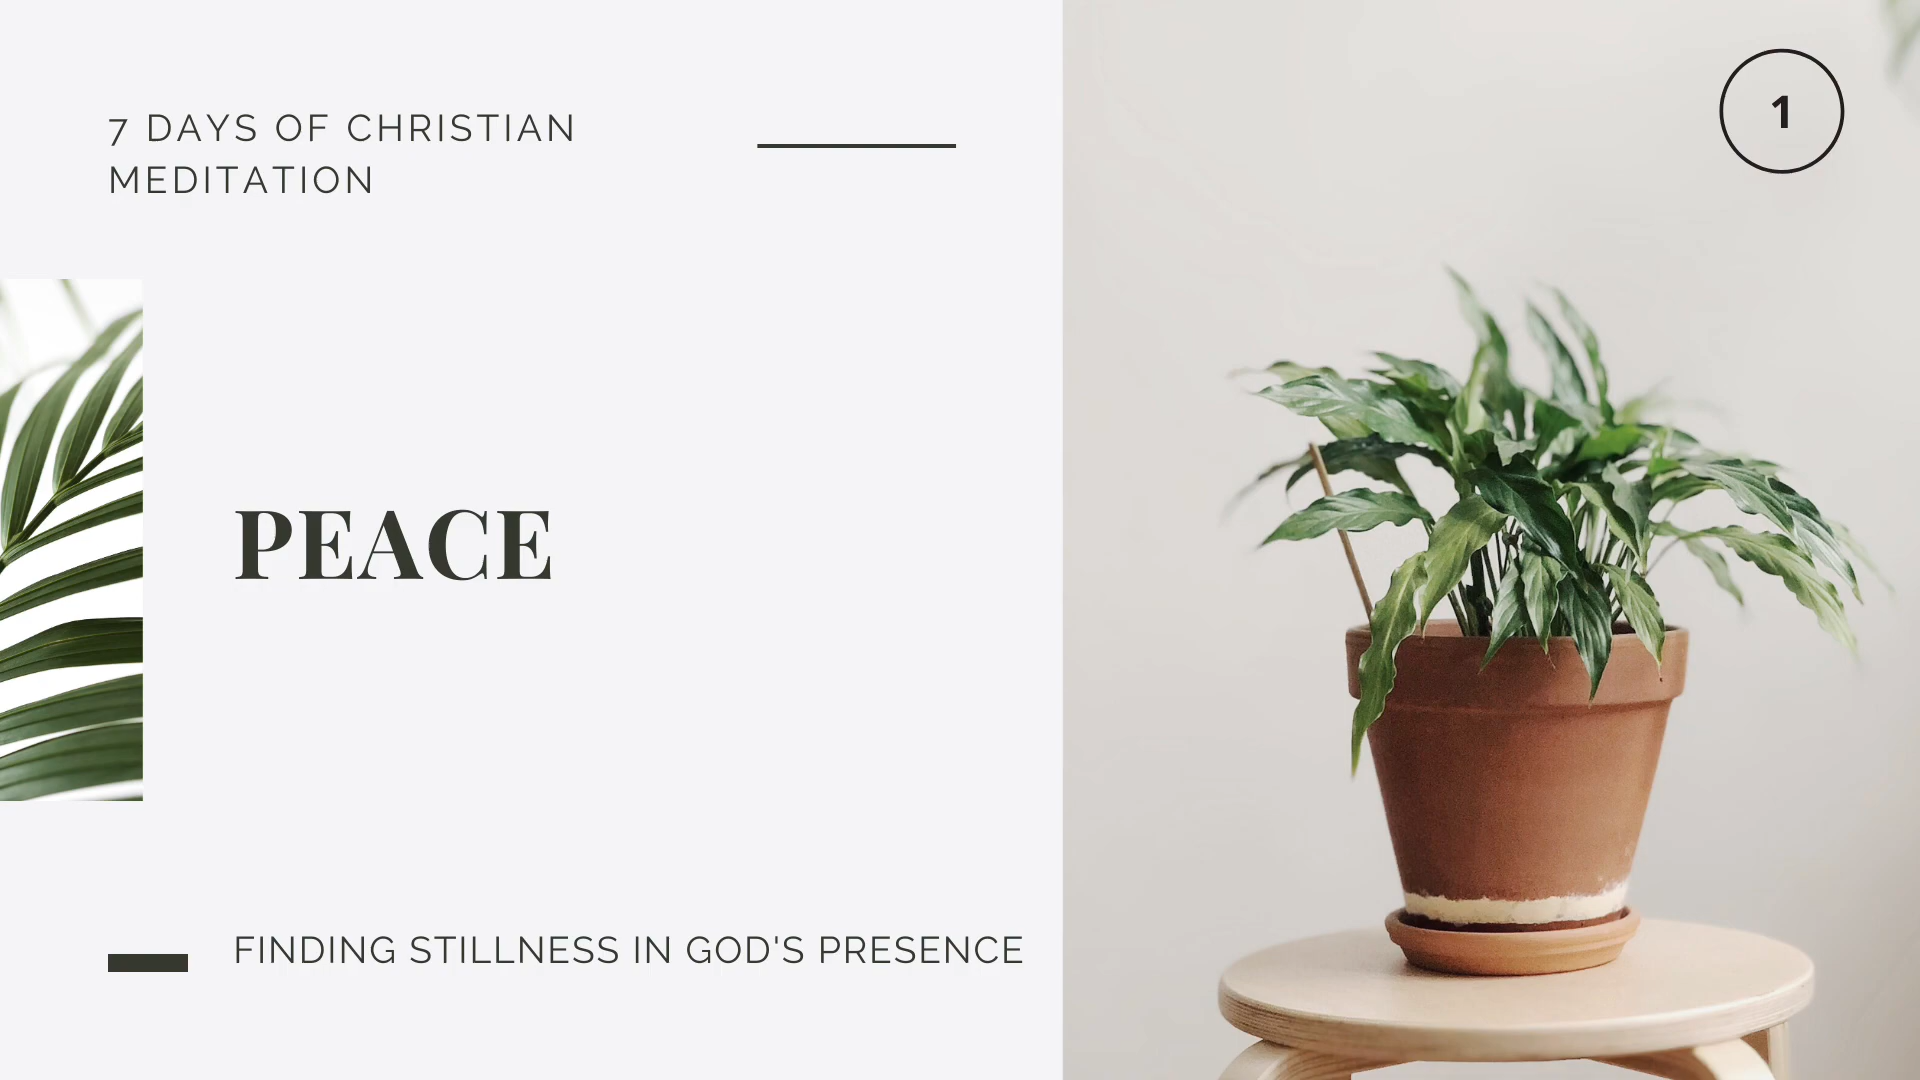 7 DAYS OF CHRISTIAN
MEDITATION
1
PEACE
FINDING STILLNESS IN GOD'S PRESENCE